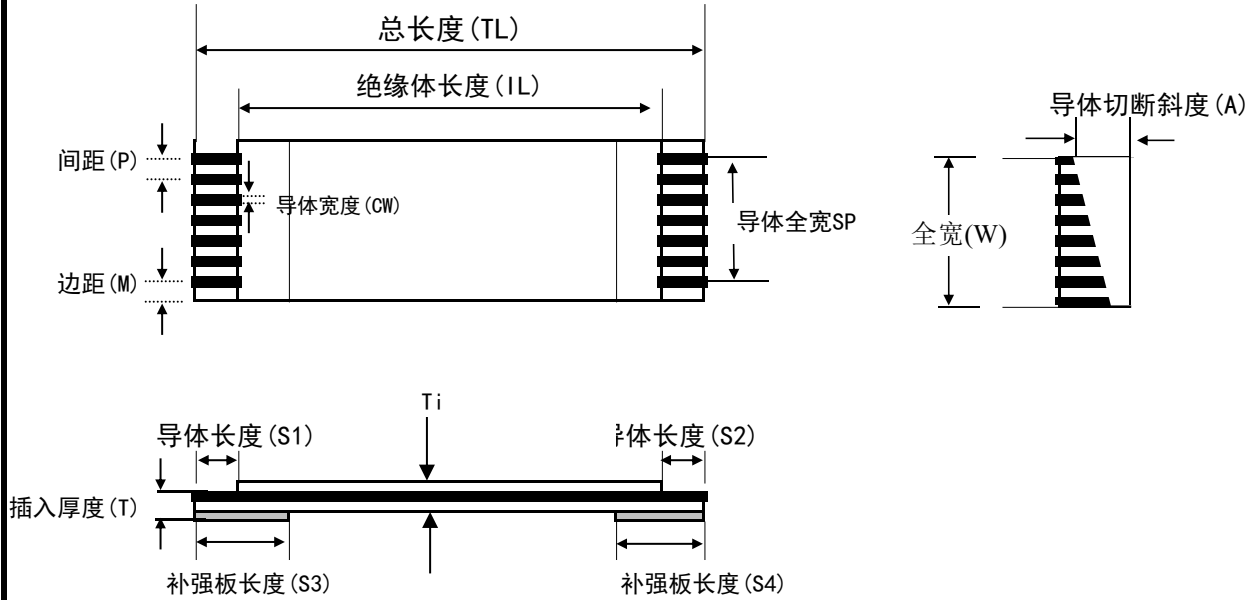 总长度(TL)
绝缘体长度(IL)
导体切断斜度(A)
间距(P)
导体宽度(CW)
导体全宽SP
全宽(W)
边距(M)
Ti
导体长度(S1)
体长度(S2)
插入厚度(T)
补强板长度(S3)
补强板长度(S4)